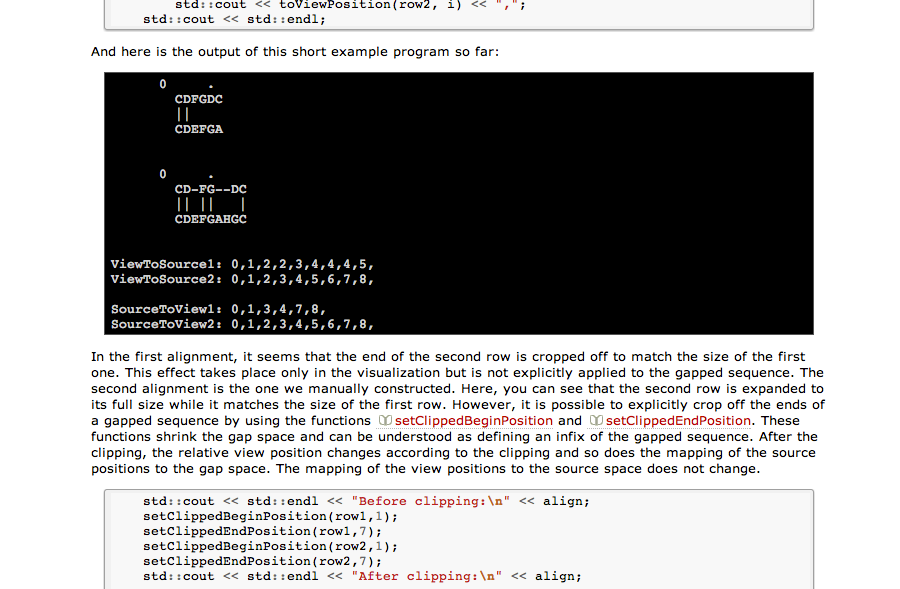 std::cout << toViewPosition(row2, i) << ",";
std::cout << std::endl;
And here is the output of this short example program so far:
0 .
CDFGDC
||
CDEFGA
0 .
CD-FG--DC
|| || |
CDEFGAHGC
ViewToSource1: 0,1,2,2,3,4,4,4,5,
ViewToSource2: 0,1,2,3,4,5,6,7,8,
SourceToView1: 0,1,3,4,7,8,
SourceToView2: 0,1,2,3,4,5,6,7,8,
In the first alignment, it seems that the end of the second row is cropped off to match the size of the first
one. This effect takes place only in the visualization but is not explicitly applied to the gapped sequence. The
second alignment is the one we manually constructed. Here, you can see that the second row is expanded to
its full size while it matches the size of the first row. However, it is possible to explicitly crop off the ends of
a gapped sequence by using the functions setClippedBeginPosition and setClippedEndPosition. These
functions shrink the gap space and can be understood as defining an infix of the gapped sequence. After the
clipping, the relative view position changes according to the clipping and so does the mapping of the source
positions to the gap space. The mapping of the view positions to the source space does not change.
std::cout << std::endl << "Before clipping:\n" << align;
setClippedBeginPosition(row1,1);
setClippedEndPosition(row1,7);
setClippedBeginPosition(row2,1);
setClippedEndPosition(row2,7);
std::cout << std::endl << "After clipping:\n" << align;